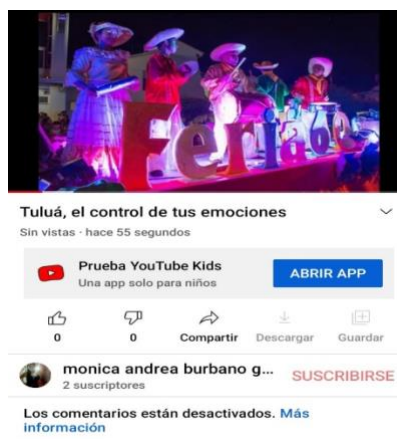 Feria 60
Tuluá, el control de tus emociones
Sin vistas · hace 55 segundos
Prueba YouTube Kids
Una app solo para niños
ABRIR APP
0
0
Compartir
Descargar
Guardar
monica andrea burbano g...
2 suscriptores
SUSCRIBIRSE
Los comentarios están desactivados. Más
información